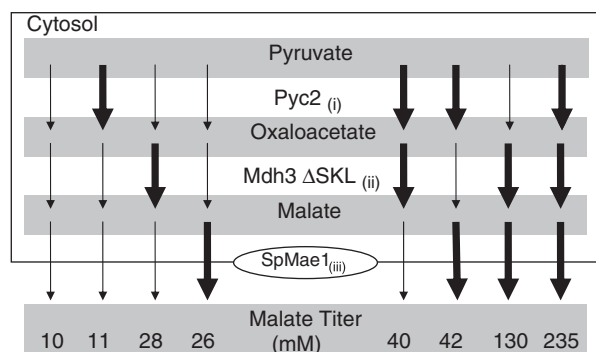 Cytosol
Pyruvate
Pyc2 (i)
Oxaloacetate
Mdh3 ΔSKL (ii)
Malate
SpMae1(iii)
Malate Titer
(mM)
10 11 28 26 40 42 130 235